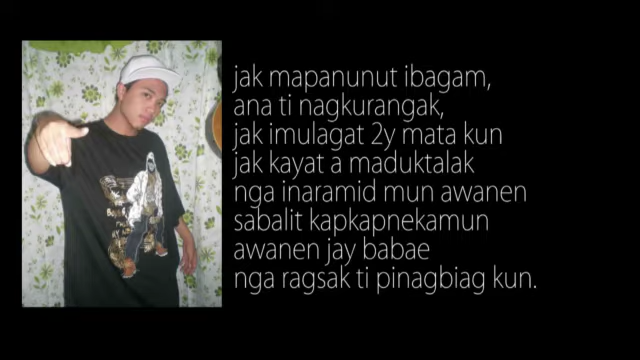 jak mapanunut ibagam,
ana ti nagkurangak,
jak imulagat 2y mata kun
jak kayat a maduktalak
nga inaramid mun awanen
sabalit kapkapnekamun
awanen jay babae
nga ragsak ti pinagbiag kun.